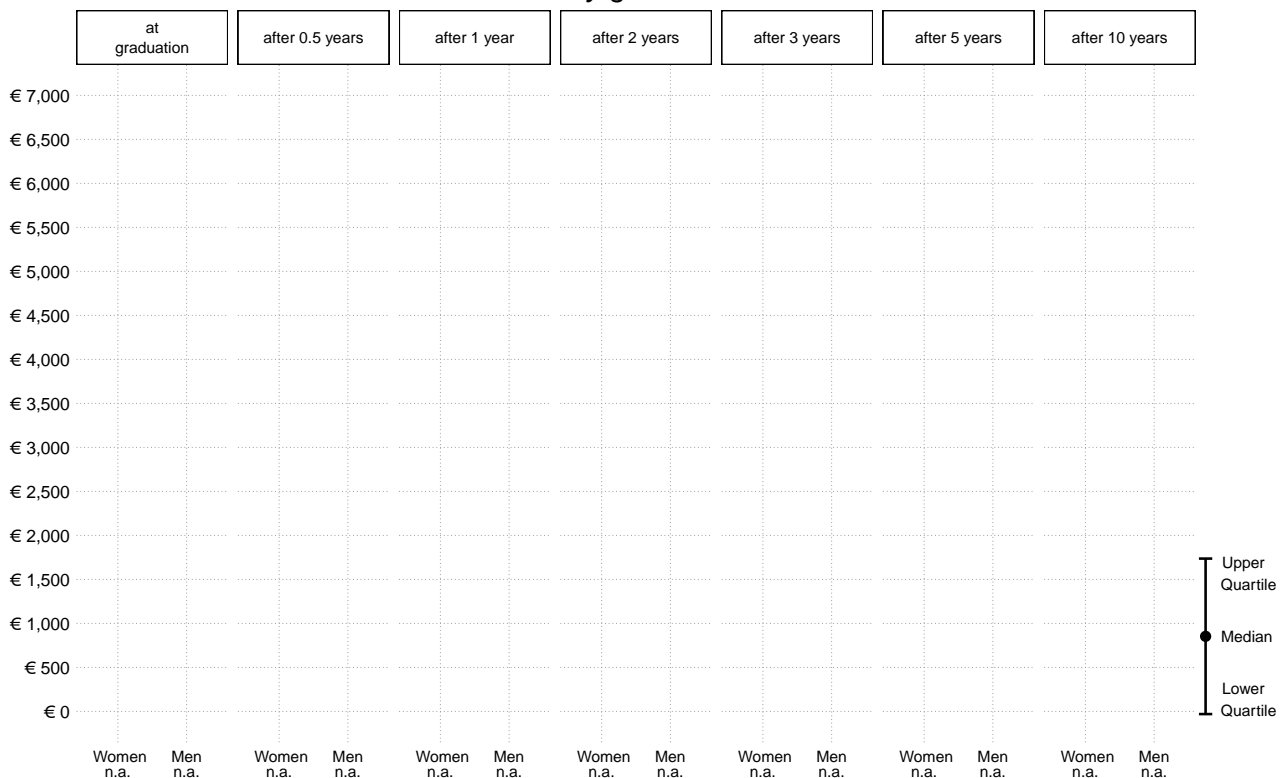 at
graduation
after 0.5 years
after 1 year
after 2 years
after 3 years
after 5 years
after 10 years
€ 7,000
€ 6,500
€ 6,000
€ 5,500
€ 5,000
€ 4,500
€ 4,000
€ 3,500
€ 3,000
€ 2,500
€ 2,000
€ 1,500
€ 1,000
€ 500
€ 0
Upper
Quartile
Median
Lower
Quartile
Women Men Women Men Women Men Women Men Women Men Women Men Women Men
n.a. n.a. n.a. n.a. n.a. n.a. n.a. n.a. n.a. n.a. n.a. n.a. n.a. n.a.